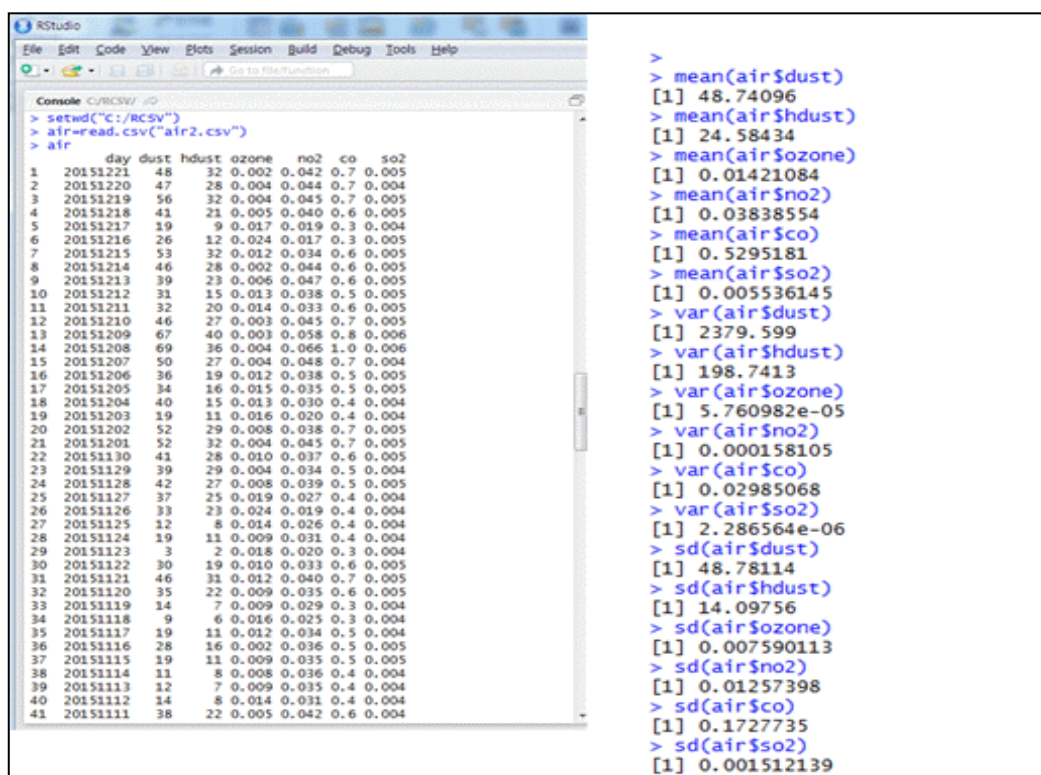 RStudio
File Edit Code View Plots Session Build Debug Tools Help
Go to file/function
Console C:/RCSV/
> setwd("C:/RCSV")
> air=read.csv("air2.csv")
> air
day dust hdust ozone no2 co so2
1 20151221 48 32 0.002 0.042 0.7 0.005
2 20151220 47 28 0.004 0.044 0.7 0.004
3 20151219 56 32 0.004 0.045 0.7 0.005
4 20151218 41 21 0.005 0.040 0.6 0.005
5 20151217 19 9 0.017 0.019 0.3 0.004
6 20151216 26 12 0.024 0.017 0.3 0.005
7 20151215 53 32 0.012 0.034 0.6 0.005
8 20151214 46 28 0.002 0.044 0.6 0.005
9 20151213 39 23 0.006 0.047 0.6 0.005
10 20151212 31 15 0.013 0.038 0.5 0.005
11 20151211 32 20 0.014 0.033 0.6 0.005
12 20151210 46 27 0.003 0.045 0.7 0.005
13 20151209 67 40 0.003 0.058 0.8 0.006
14 20151208 69 36 0.004 0.066 1.0 0.006
15 20151207 50 27 0.004 0.048 0.7 0.004
16 20151206 36 19 0.012 0.038 0.5 0.005
17 20151205 34 16 0.015 0.035 0.5 0.005
18 20151204 40 15 0.013 0.030 0.4 0.004
19 20151203 19 11 0.016 0.020 0.4 0.004
20 20151202 52 29 0.008 0.038 0.7 0.005
21 20151201 52 32 0.004 0.045 0.7 0.005
22 20151130 41 28 0.010 0.037 0.6 0.005
23 20151129 39 29 0.004 0.034 0.5 0.004
24 20151128 42 27 0.008 0.039 0.5 0.005
25 20151127 37 25 0.019 0.027 0.4 0.004
26 20151126 33 23 0.024 0.019 0.4 0.004
27 20151125 12 8 0.014 0.026 0.4 0.004
28 20151124 19 11 0.009 0.031 0.4 0.004
29 20151123 3 2 0.018 0.020 0.3 0.004
30 20151122 30 19 0.010 0.033 0.6 0.005
31 20151121 46 31 0.012 0.040 0.7 0.005
32 20151120 35 22 0.009 0.035 0.6 0.005
33 20151119 14 7 0.009 0.029 0.3 0.004
34 20151118 9 6 0.016 0.025 0.3 0.004
35 20151117 19 11 0.012 0.034 0.5 0.004
36 20151116 28 16 0.002 0.036 0.5 0.005
37 20151115 19 11 0.009 0.035 0.5 0.005
38 20151114 11 8 0.008 0.036 0.4 0.004
39 20151113 12 7 0.009 0.035 0.4 0.004
40 20151112 14 8 0.014 0.031 0.4 0.004
41 20151111 38 22 0.005 0.042 0.6 0.004
>
> mean(air$dust)
[1] 48.74096
> mean(air$hdust)
[1] 24.58434
> mean(air$ozone)
[1] 0.01421084
> mean(air$no2)
[1] 0.03838554
> mean(air$co)
[1] 0.5295181
> mean(air$so2)
[1] 0.005536145
> var(air$dust)
[1] 2379.599
> var(air$hdust)
[1] 198.7413
> var(air$ozone)
[1] 5.760982e-05
> var(air$no2)
[1] 0.000158105
> var(air$co)
[1] 0.02985068
> var(air$so2)
[1] 2.286564e-06
> sd(air$dust)
[1] 48.78114
> sd(air$hdust)
[1] 14.09756
> sd(air$ozone)
[1] 0.007590113
> sd(air$no2)
[1] 0.01257398
> sd(air$co)
[1] 0.1727735
> sd(air$so2)
[1] 0.001512139